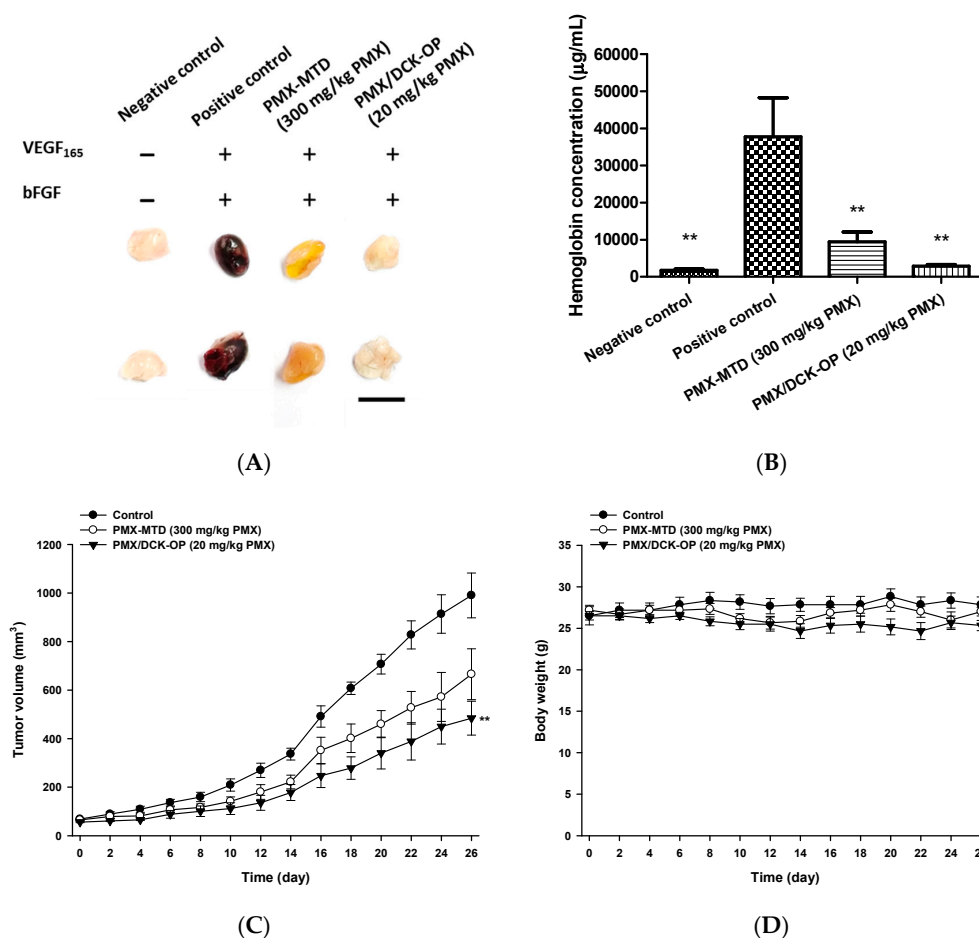 Negative control
Positive control
PMX-MTD
(300 mg/kg PMX)
PMX/DCK-OP
(20 mg/kg PMX)
VEGF165
− + + +
bFGF
− + + +
(A)
Hemoglobin concentration (μg/mL)
60000
50000
40000
30000
20000
10000
0
**
**
**
Negative control
Positive control
PMX-MTD (300 mg/kg PMX)
PMX/DCK-OP (20 mg/kg PMX)
(B)
Control
PMX-MTD (300 mg/kg PMX)
PMX/DCK-OP (20 mg/kg PMX)
Tumor volume (mm³)
1200
1000
800
600
400
200
0
**
0 2 4 6 8 10 12 14 16 18 20 22 24 26
Time (day)
(C)
Control
PMX-MTD (300 mg/kg PMX)
PMX/DCK-OP (20 mg/kg PMX)
Body weight (g)
35
30
25
20
15
10
5
0
0 2 4 6 8 10 12 14 16 18 20 22 24
Time (day)
(D)